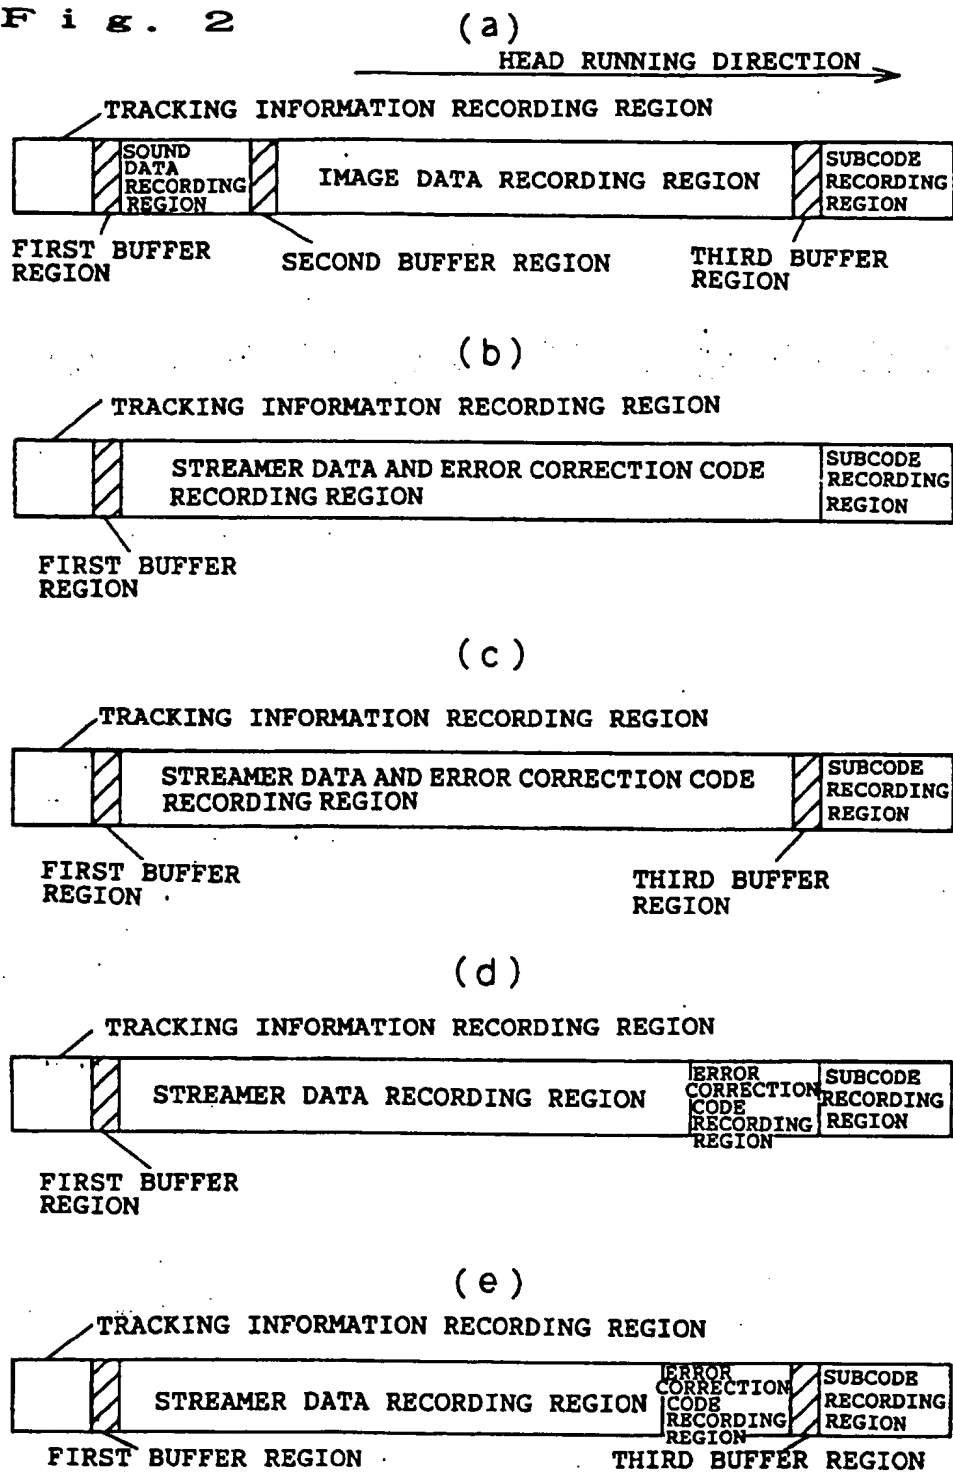 Fig. 2
(a)
HEAD RUNNING DIRECTION
TRACKING INFORMATION RECORDING REGION
SOUND
DATA
RECORDING
REGION
IMAGE DATA RECORDING REGION
SUBCODE
RECORDING
REGION
FIRST BUFFER
REGION
SECOND BUFFER REGION
THIRD BUFFER
REGION
(b)
TRACKING INFORMATION RECORDING REGION
STREAMER DATA AND ERROR CORRECTION CODE
RECORDING REGION
SUBCODE
RECORDING
REGION
FIRST BUFFER
REGION
(c)
TRACKING INFORMATION RECORDING REGION
STREAMER DATA AND ERROR CORRECTION CODE
RECORDING REGION
SUBCODE
RECORDING
REGION
FIRST BUFFER
REGION
THIRD BUFFER
REGION
(d)
TRACKING INFORMATION RECORDING REGION
STREAMER DATA RECORDING REGION
ERROR
CORRECTION
CODE
RECORDING
REGION
SUBCODE
RECORDING
REGION
FIRST BUFFER
REGION
(e)
TRACKING INFORMATION RECORDING REGION
STREAMER DATA RECORDING REGION
ERROR
CORRECTION
CODE
RECORDING
REGION
SUBCODE
RECORDING
REGION
FIRST BUFFER REGION
THIRD BUFFER REGION